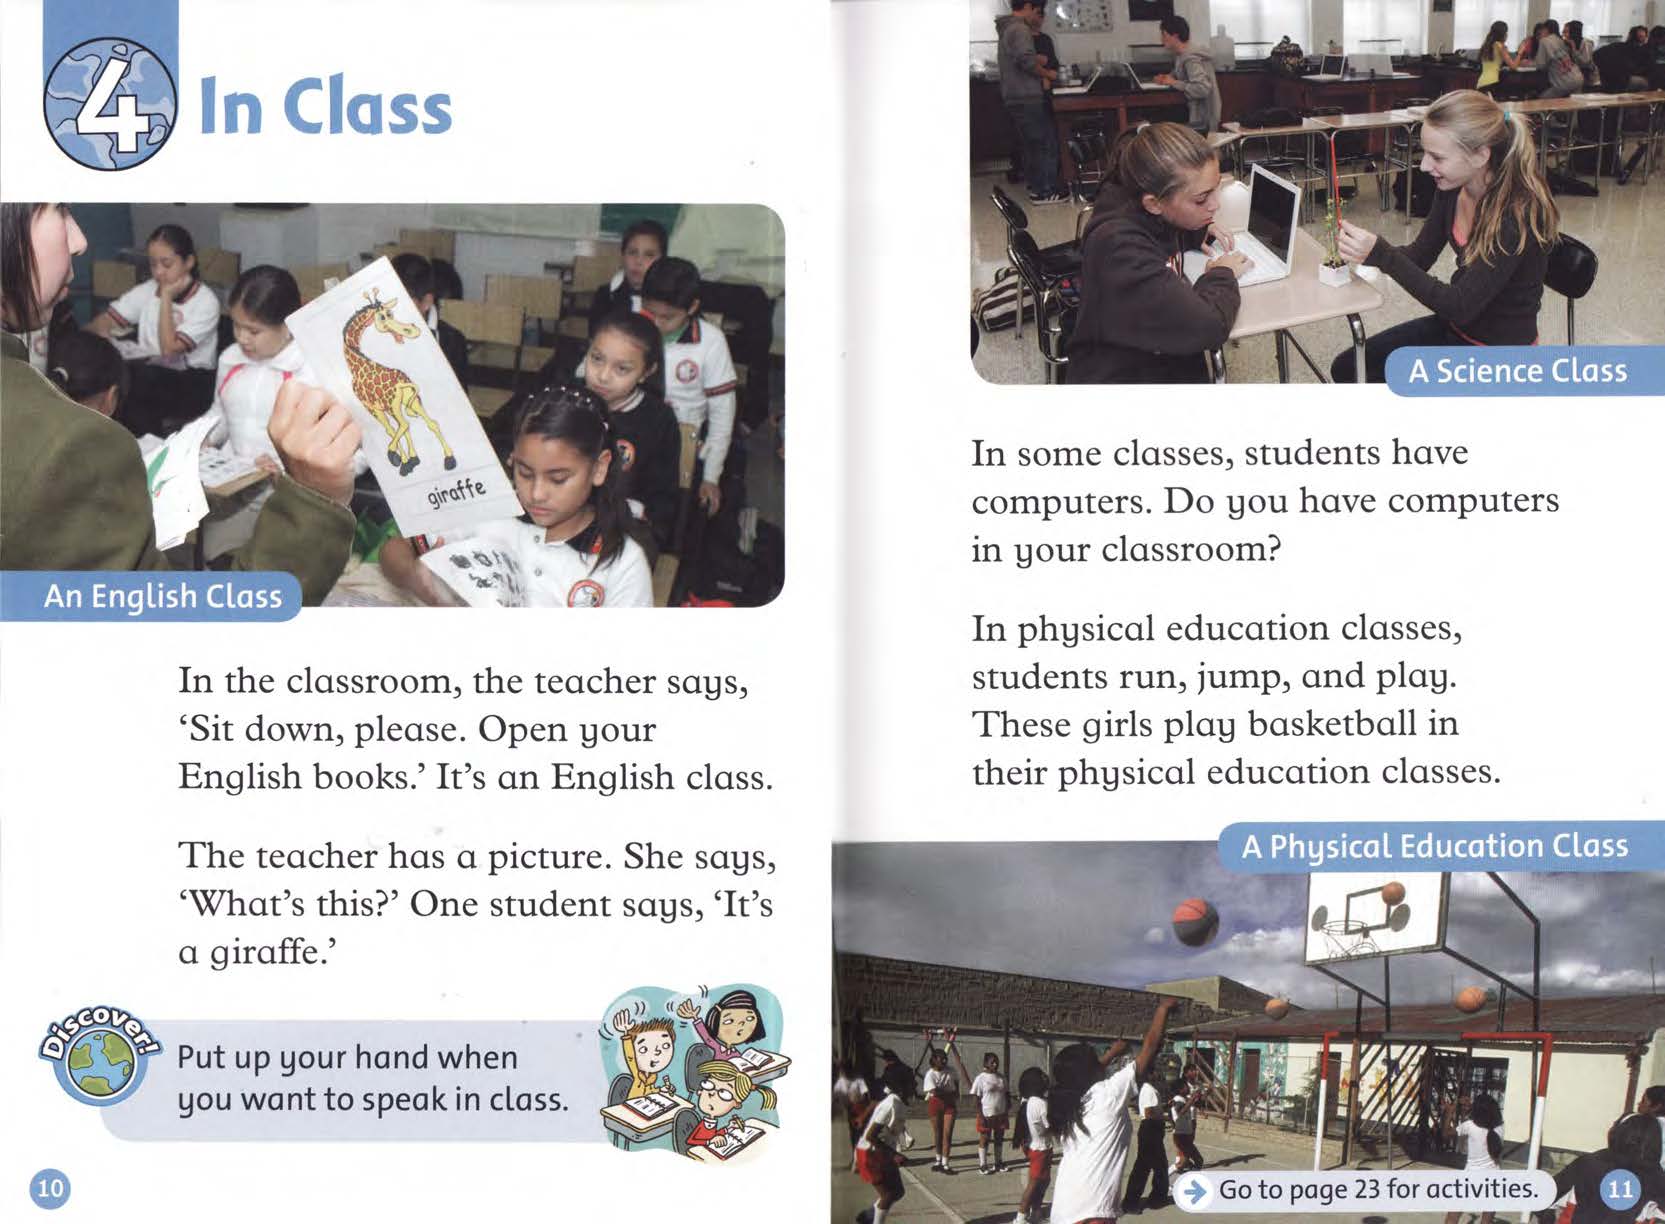 4
In Class
giraffe
An English Class
In the classroom, the teacher says,
‘Sit down, please. Open your
English books.’ It’s an English class.
The teacher has a picture. She says,
‘What’s this?’ One student says, ‘It’s
a giraffe.’
Discover!
Put up your hand when
you want to speak in class.
10
A Science Class
In some classes, students have
computers. Do you have computers
in your classroom?
In physical education classes,
students run, jump, and play.
These girls play basketball in
their physical education classes.
A Physical Education Class
Go to page 23 for activities.
11